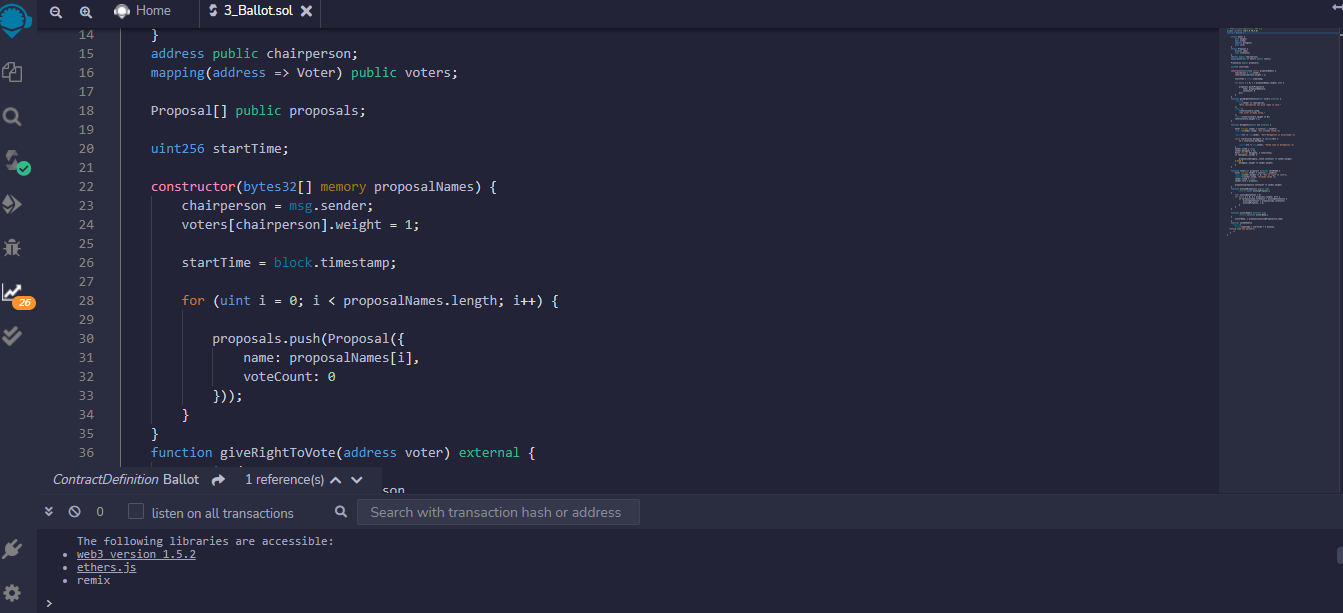 Home
3_Ballot.sol
14 }
15 address public chairperson;
16 mapping(address => Voter) public voters;
17
18 Proposal[] public proposals;
19
20 uint256 startTime;
21
22 constructor(bytes32[] memory proposalNames) {
23 chairperson = msg.sender;
24 voters[chairperson].weight = 1;
25
26 startTime = block.timestamp;
27
28 for (uint i = 0; i < proposalNames.length; i++) {
29
30 proposals.push(Proposal({
31 name: proposalNames[i],
32 voteCount: 0
33 }));
34 }
35 }
36 function giveRightToVote(address voter) external {
ContractDefinition Ballot 1 reference(s)
son
0 listen on all transactions Search with transaction hash or address
26
The following libraries are accessible:
• web3 version 1.5.2
• ethers.js
• remix
>